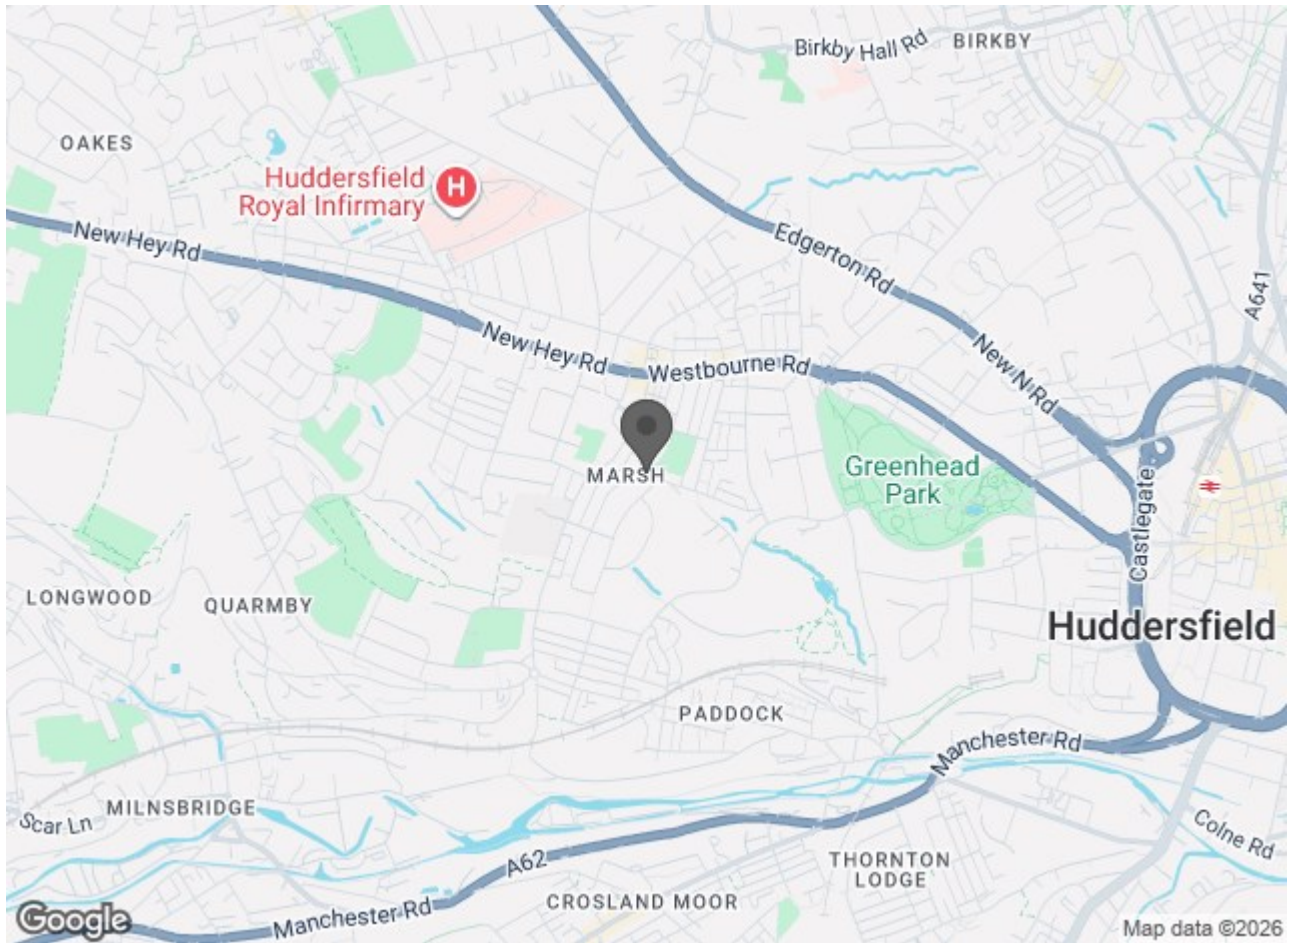 Birkby Hall Rd
BIRKBY
OAKES
Huddersfield
Royal Infirmary
H
New Hey Rd
Edgerton Rd
A641
New Hey Rd
Westbourne Rd
New N Rd
MARSH
Greenhead
Park
Castlegate
LONGWOOD
QUARMBY
Huddersfield
PADDOCK
Manchester Rd
MILNSBRIDGE
Scar Ln
Colne Rd
A62
THORNTON
LODGE
CROSLAND MOOR
Manchester Rd
Google
Map data ©2026